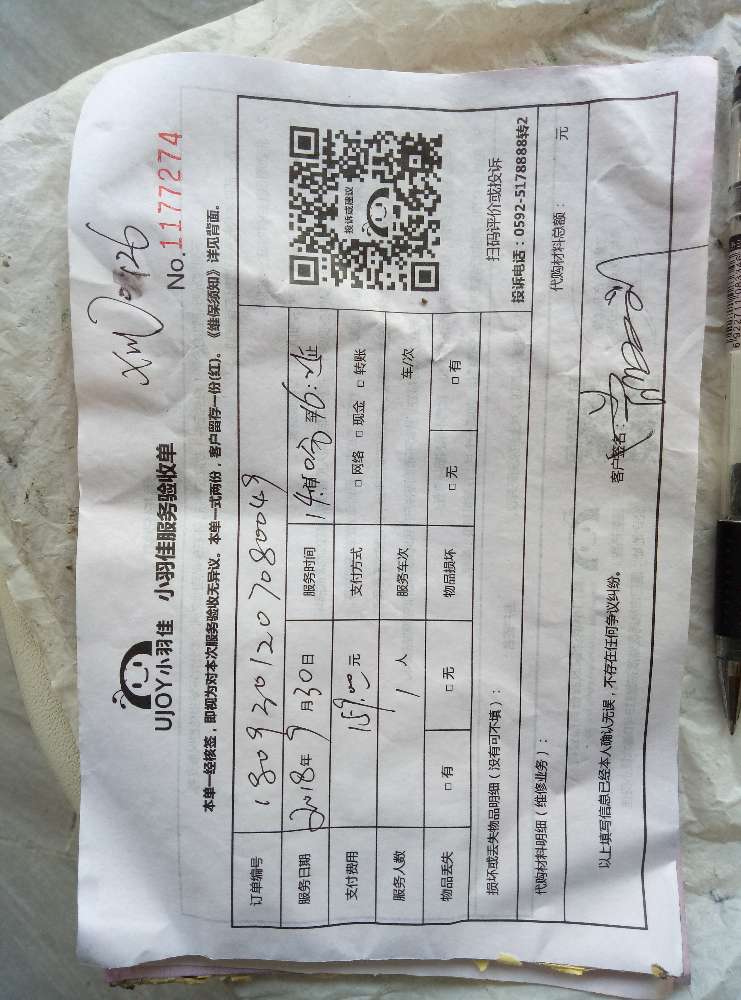 UJOY小羽佳 小羽佳服务验收单
No.1177274
本单一经核签，即视为对本次服务验收无异议。本单一式两份，客户留存一份(红)。《维保须知》详见背面。
订单编号 180920120708004９
服务日期 2018年9月30日 服务时间 至16:
支付费用 159.00元 支付方式 □ 网络 □ 现金 □ 转账
服务人数 1 人 服务车次 车/次
物品丢失 □ 有 □ 无 物品损坏 □ 无 □ 有
投诉或建议
扫码评价或投诉
投诉电话：0592-5178888转2
损坏或丢失物品明细（没有可不填）：
代购材料明细（维修业务）： 代购材料总额： 元
以上填写信息已经本人确认无误，不存在任何争议纠纷。 客户签名：